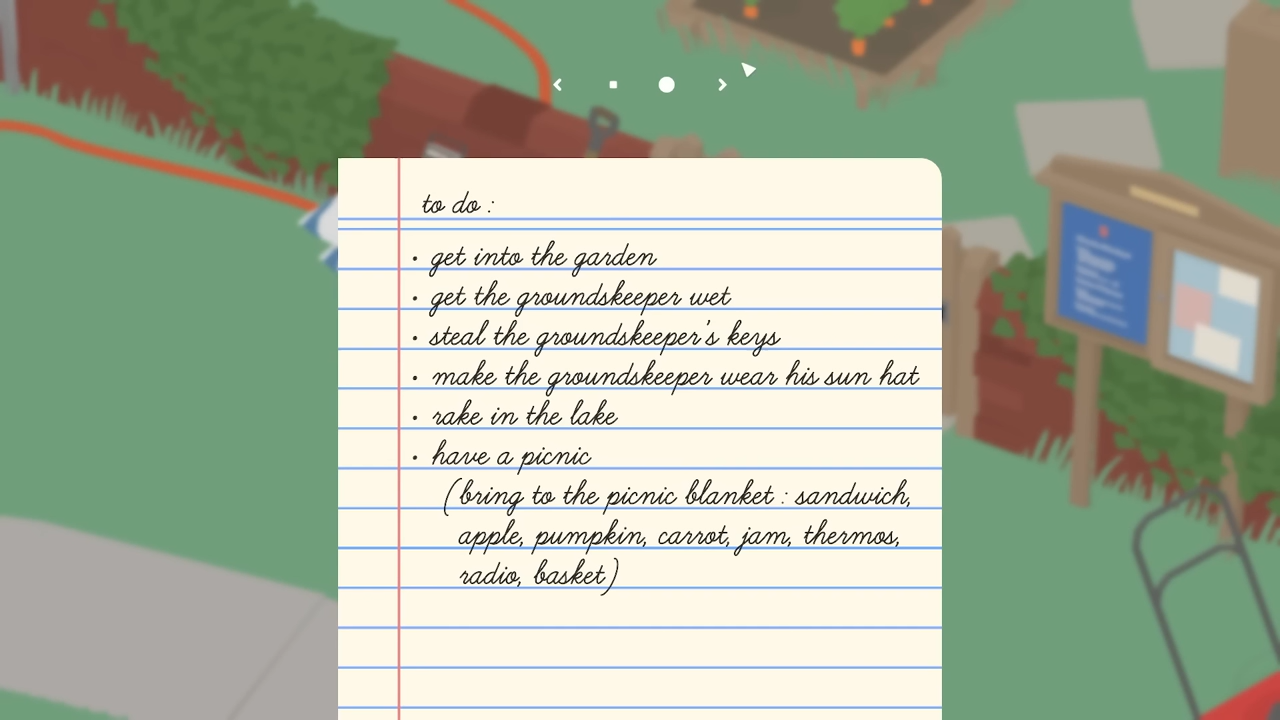 to do :
• get into the garden
• get the groundskeeper wet
• steal the groundskeeper's keys
• make the groundskeeper wear his sun hat
• rake in the lake
• have a picnic
(bring to the picnic blanket : sandwich,
apple, pumpkin, carrot, jam, thermos,
radio, basket)